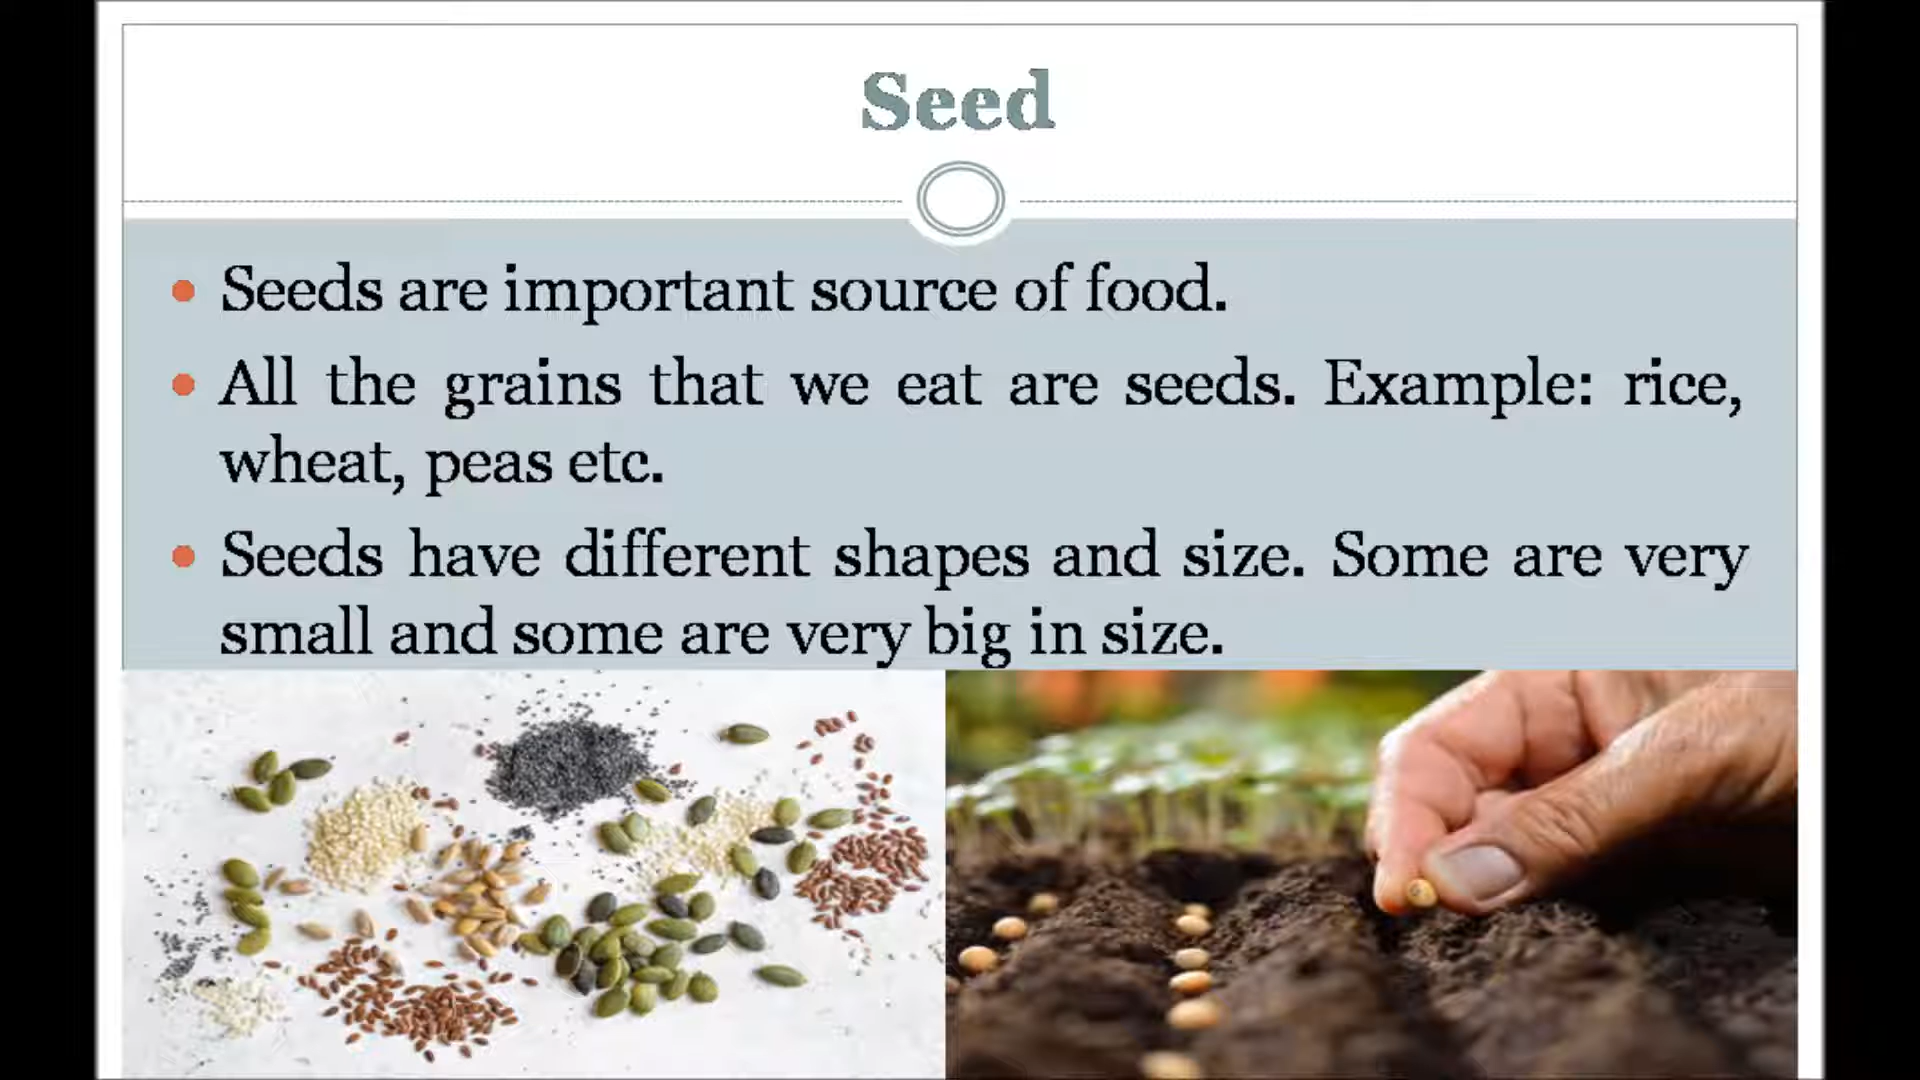 Seed
Seeds are important source of food.
All the grains that we eat are seeds. Example: rice,
wheat, peas etc.
Seeds have different shapes and size. Some are very
small and some are very big in size.